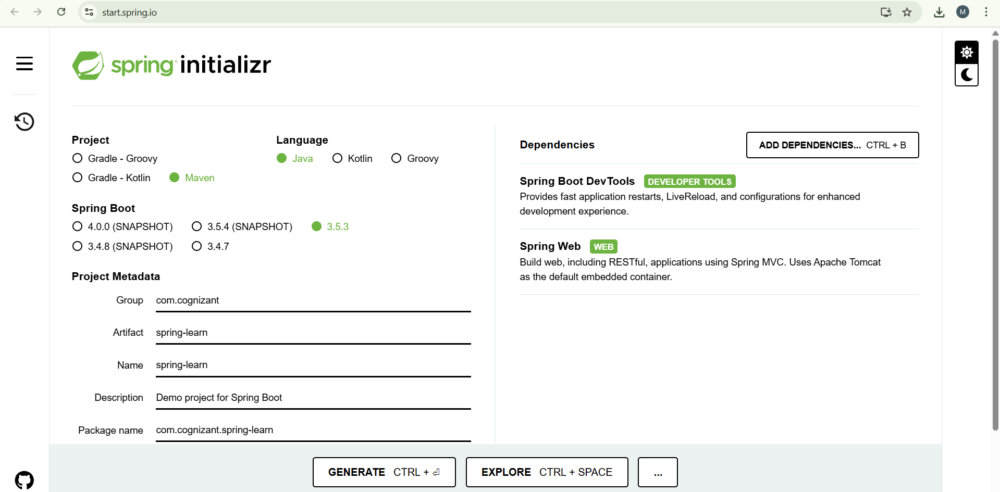 start.spring.io
M
spring® initializr
Project
Language
Gradle - Groovy
Java
Kotlin
Groovy
Gradle - Kotlin
Maven
Spring Boot
4.0.0 (SNAPSHOT)
3.5.4 (SNAPSHOT)
3.5.3
3.4.8 (SNAPSHOT)
3.4.7
Project Metadata
Group com.cognizant
Artifact spring-learn
Name spring-learn
Description Demo project for Spring Boot
Package name com.cognizant.spring-learn
Dependencies
ADD DEPENDENCIES... CTRL + B
Spring Boot DevTools DEVELOPER TOOLS
Provides fast application restarts, LiveReload, and configurations for enhanced
development experience.
Spring Web WEB
Build web, including RESTful, applications using Spring MVC. Uses Apache Tomcat
as the default embedded container.
GENERATE CTRL + ⏎
EXPLORE CTRL + SPACE
...